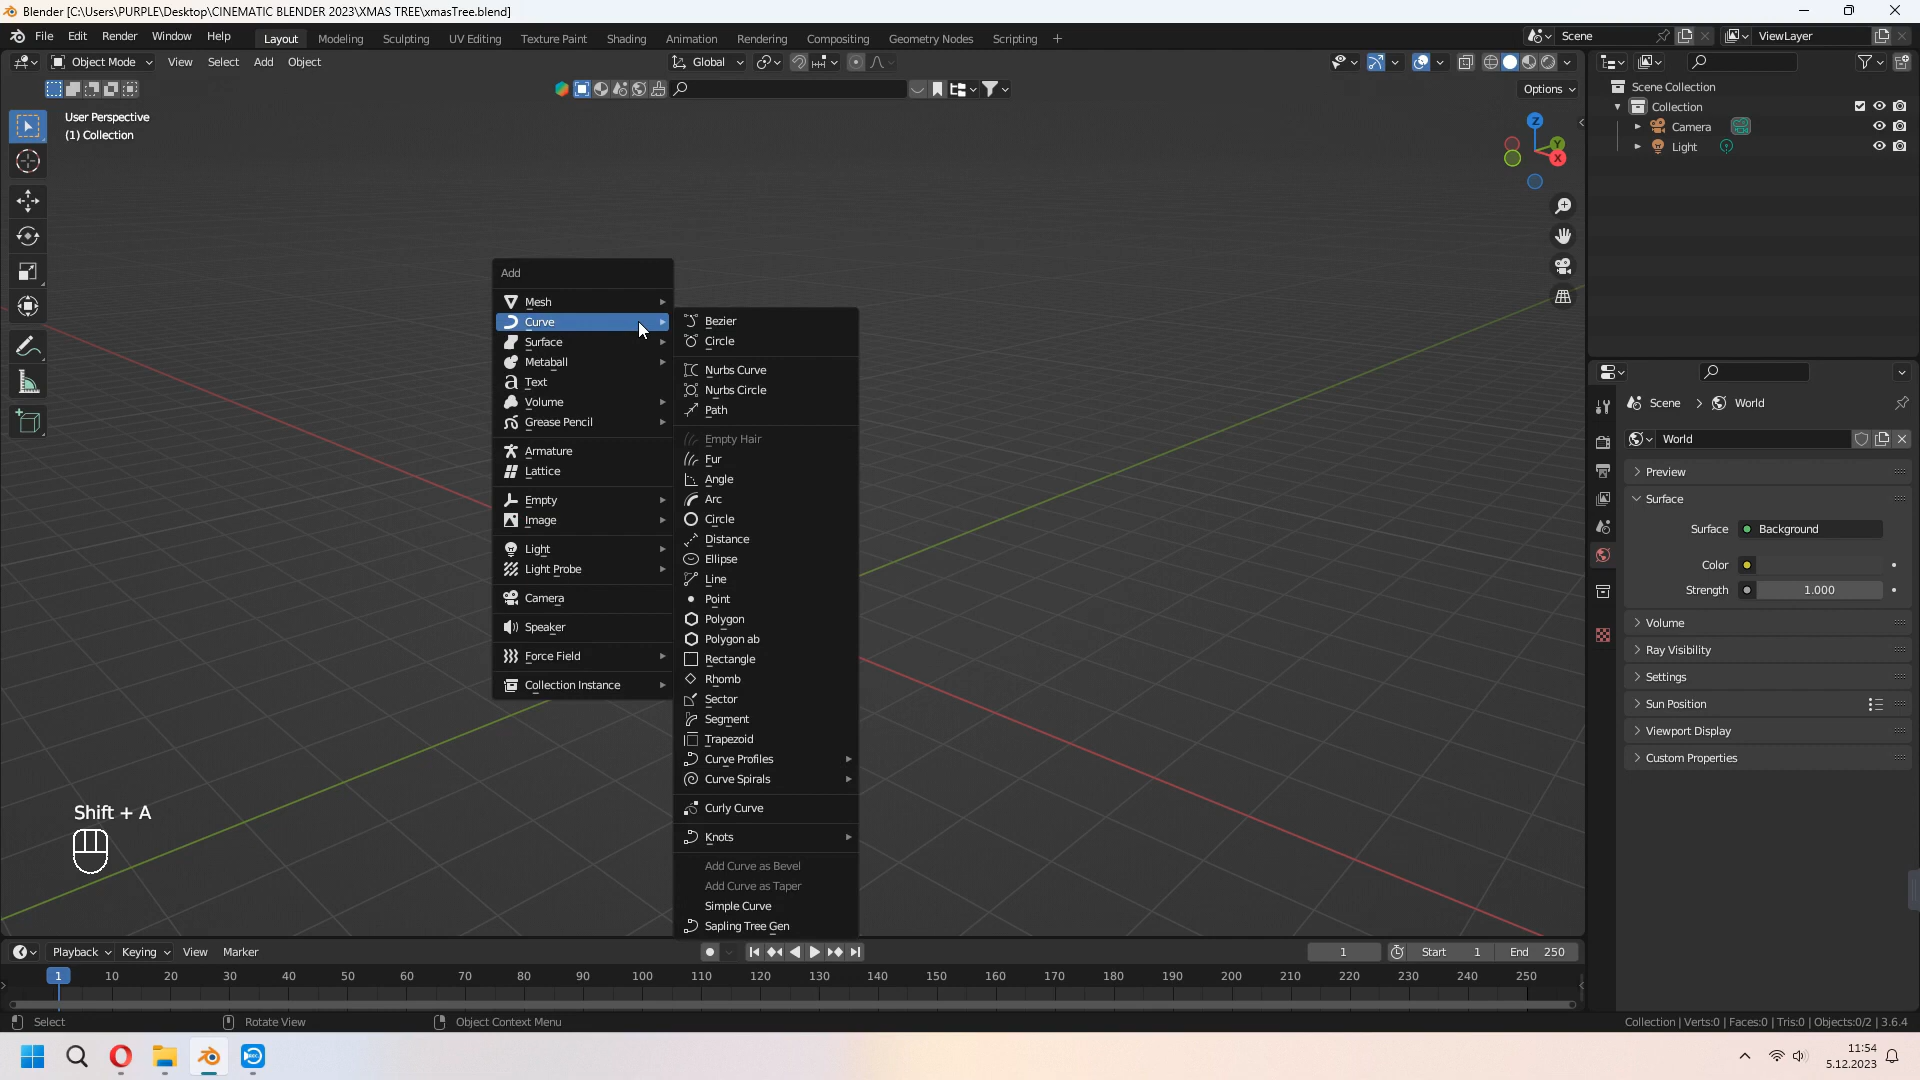 Blender [C:\Users\PURPLE\Desktop\CINEMATIC BLENDER 2023\XMAS TREE\xmasTree.blend]
File Edit Render Window Help Layout Modeling Sculpting UV Editing Texture Paint Shading Animation Rendering Compositing Geometry Nodes Scripting + Scene ViewLayer
Object Mode View Select Add Object Global
Options
User Perspective
(1) Collection
Z
Y
X
Scene Collection
Collection
Camera
Light
Add
Mesh
Curve
Surface
Metaball
Text
Volume
Grease Pencil
Armature
Lattice
Empty
Image
Light
Light Probe
Camera
Speaker
Force Field
Collection Instance
Bezier
Circle
Nurbs Curve
Nurbs Circle
Path
Empty Hair
Fur
Angle
Arc
Circle
Distance
Ellipse
Line
Point
Polygon
Polygon ab
Rectangle
Rhomb
Sector
Segment
Trapezoid
Curve Profiles
Curve Spirals
Curly Curve
Knots
Add Curve as Bevel
Add Curve as Taper
Simple Curve
Sapling Tree Gen
Scene > World
World
Preview
Surface
Surface Background
Color
Strength 1.000
Volume
Ray Visibility
Settings
Sun Position
Viewport Display
Custom Properties
Shift + A
Playback Keying View Marker 1 Start 1 End 250
1 10 20 30 40 50 60 70 80 90 100 110 120 130 140 150 160 170 180 190 200 210 220 230 240 250
Select Rotate View Object Context Menu Collection | Verts:0 | Faces:0 | Tris:0 | Objects:0/2 | 3.6.4
REC
11:54
5.12.2023